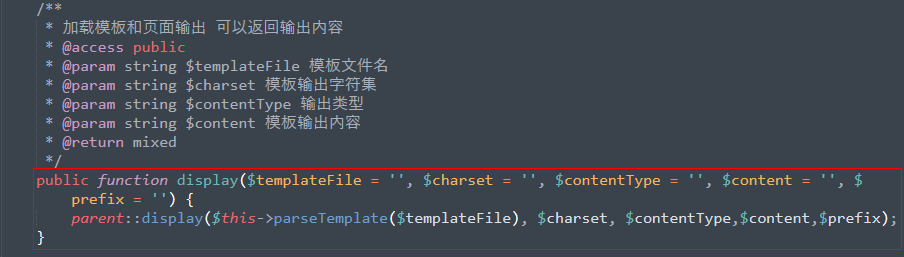 /**
 * 加载模板和页面输出 可以返回输出内容
 * @access public
 * @param string $templateFile 模板文件名
 * @param string $charset 模板输出字符集
 * @param string $contentType 输出类型
 * @param string $content 模板输出内容
 * @return mixed
 */
public function display($templateFile = '', $charset = '', $contentType = '', $content = '', $
prefix = '') {
parent::display($this->parseTemplate($templateFile), $charset, $contentType,$content,$prefix);
}